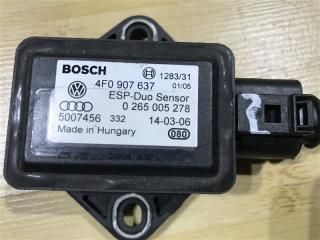 BOSCH 1283/31
4F0 907 637 01/05
ESP-Duo Sensor
0 265 005 278
5007456 332 14-03-06
Made in Hungary 080